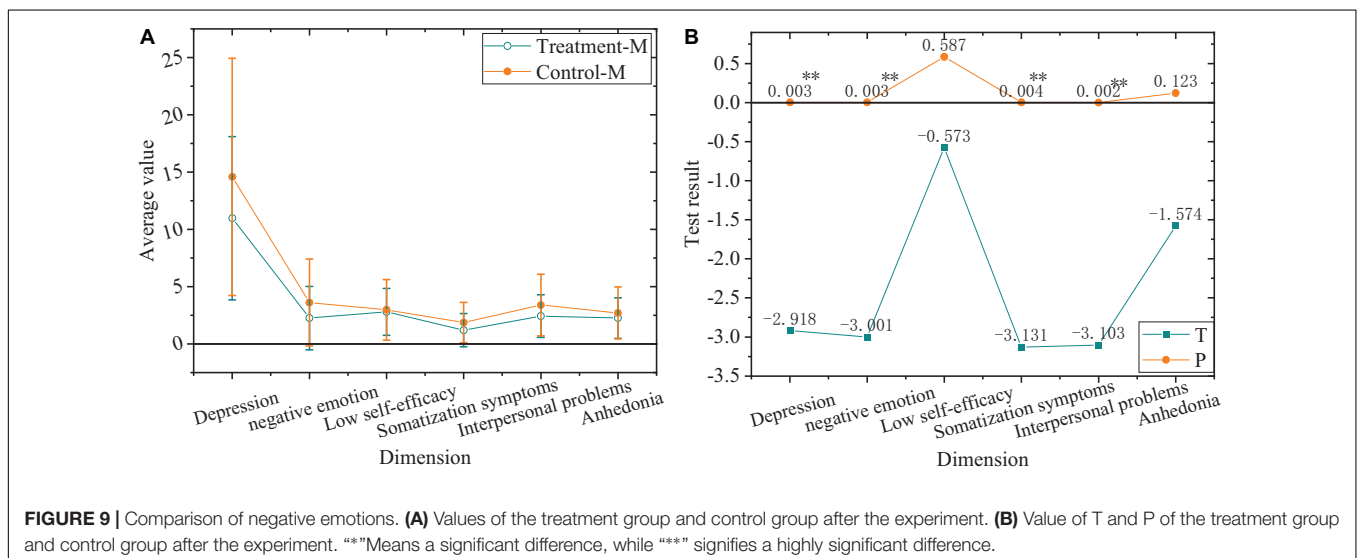 A
25
20
15
10
5
0
Average value
Treatment-M
Control-M
Depression
negative emotion
Low self-efficacy
Somatization symptoms
Interpersonal problems
Anhedonia
Dimension
B
0.5
0.0
-0.5
-1.0
-1.5
-2.0
-2.5
-3.0
-3.5
Test result
0.003
**
0.003
**
0.587
0.004
**
0.002
**
0.123
-2.918
-3.001
-0.573
-3.131
-3.103
-1.574
T
P
Depression
negative emotion
Low self-efficacy
Somatization symptoms
Interpersonal problems
Anhedonia
Dimension
FIGURE 9 | Comparison of negative emotions. (A) Values of the treatment group and control group after the experiment. (B) Value of T and P of the treatment group
and control group after the experiment. “*”Means a significant difference, while “**” signifies a highly significant difference.